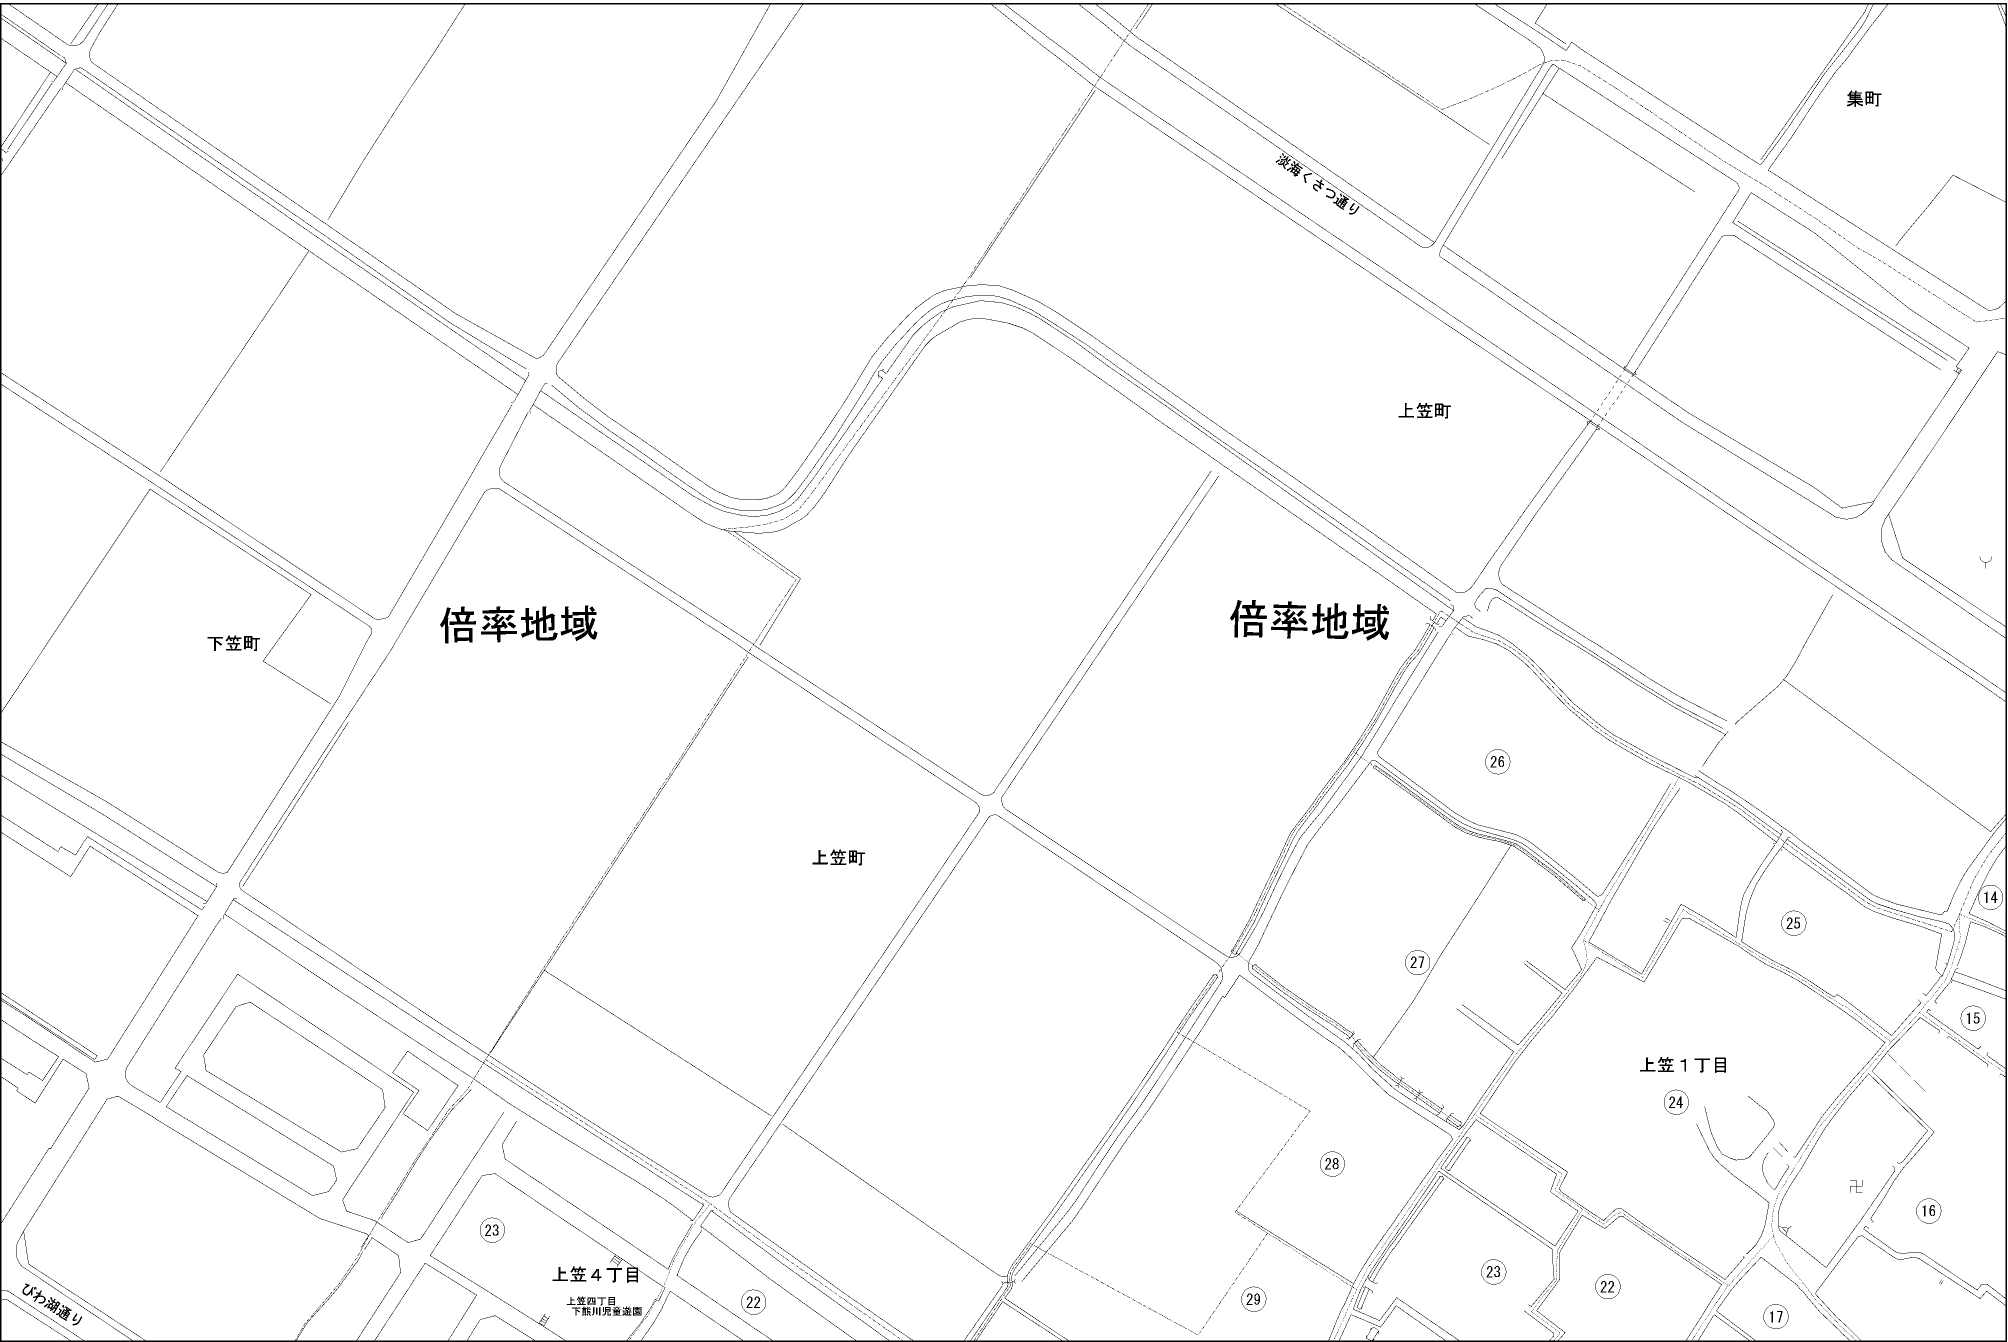 集町
淡海くさつ通り
上笠町
倍率地域
倍率地域
下笠町
26
上笠町
14
25
27
15
上笠1丁目
24
28
卍
16
23
上笠4丁目
上笠四丁目
下熊川児童遊園
22
29
23
22
17
びわ湖通り